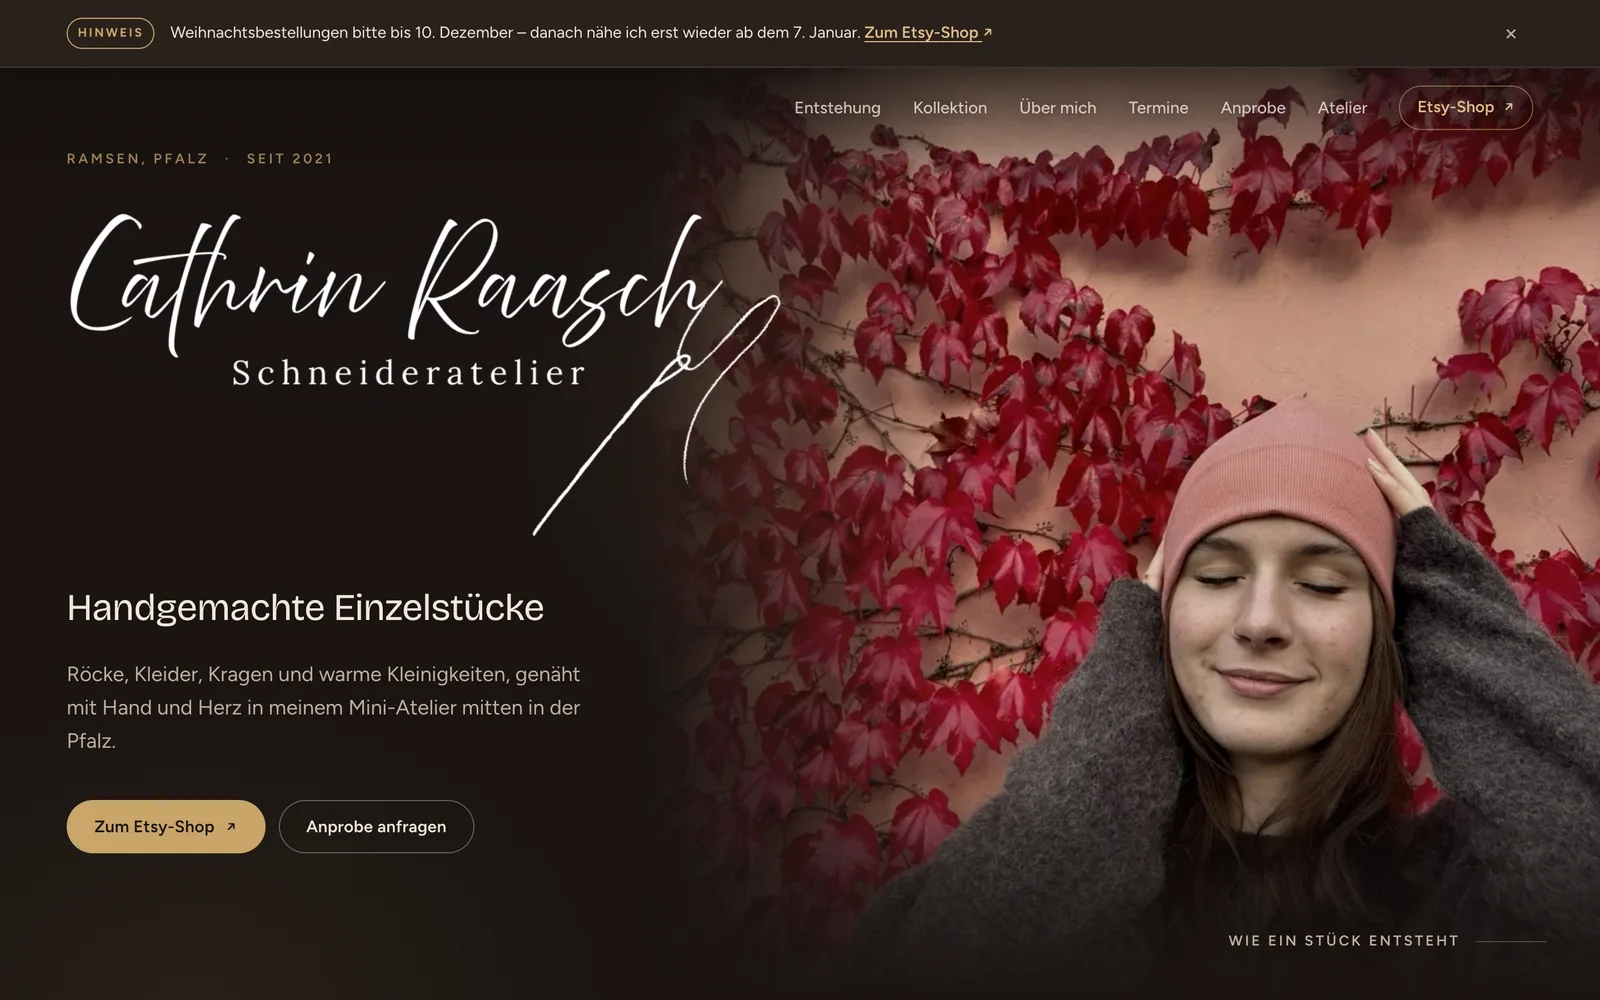 HINWEIS Weihnachtsbestellungen bitte bis 10. Dezember – danach nähe ich erst wieder ab dem 7. Januar. Zum Etsy-Shop ↗ ×
Entstehung Kollektion Über mich Termine Anprobe Atelier Etsy-Shop ↗
RAMSEN, PFALZ · SEIT 2021
Cathrin Raasch
Schneideratelier
Handgemachte Einzelstücke
Röcke, Kleider, Kragen und warme Kleinigkeiten, genäht
mit Hand und Herz in meinem Mini-Atelier mitten in der
Pfalz.
Zum Etsy-Shop ↗ Anprobe anfragen
WIE EIN STÜCK ENTSTEHT